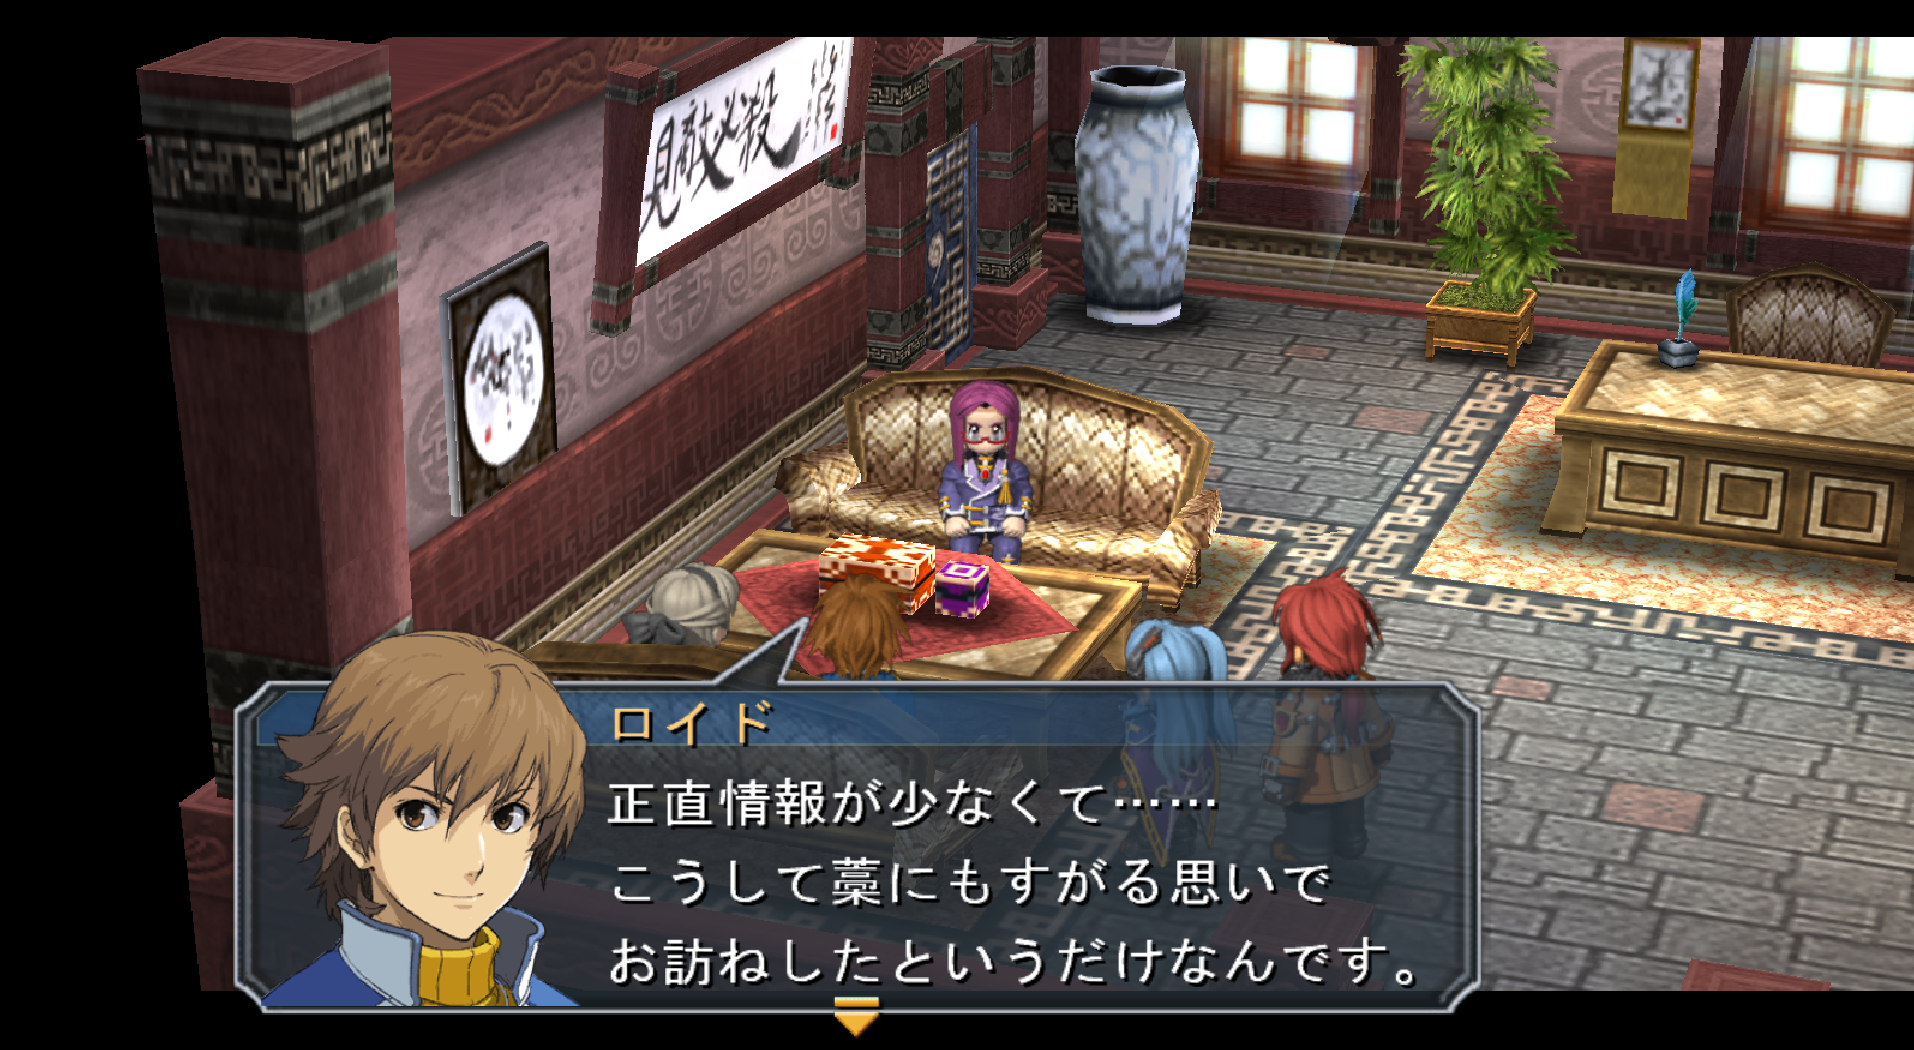 見敵必殺
ロイド
正直情報が少なくて……
こうして藁にもすがる思いで
お訪ねしたというだけなんです。